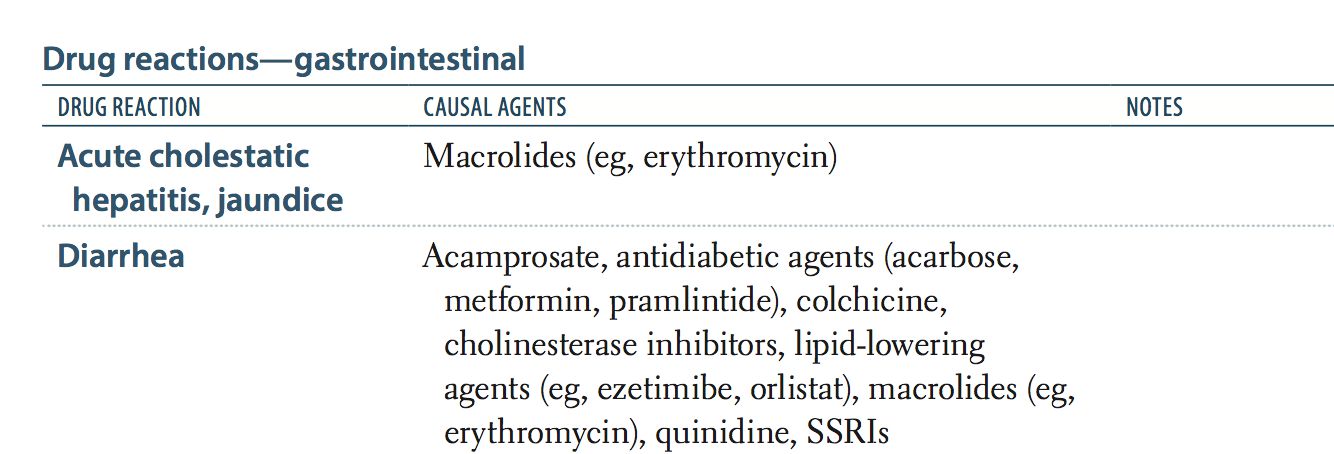 Drug reactions—gastrointestinal
DRUG REACTION CAUSAL AGENTS NOTES
Acute cholestatic Macrolides (eg, erythromycin)
hepatitis, jaundice
Diarrhea Acamprosate, antidiabetic agents (acarbose,
metformin, pramlintide), colchicine,
cholinesterase inhibitors, lipid-lowering
agents (eg, ezetimibe, orlistat), macrolides (eg,
erythromycin), quinidine, SSRIs